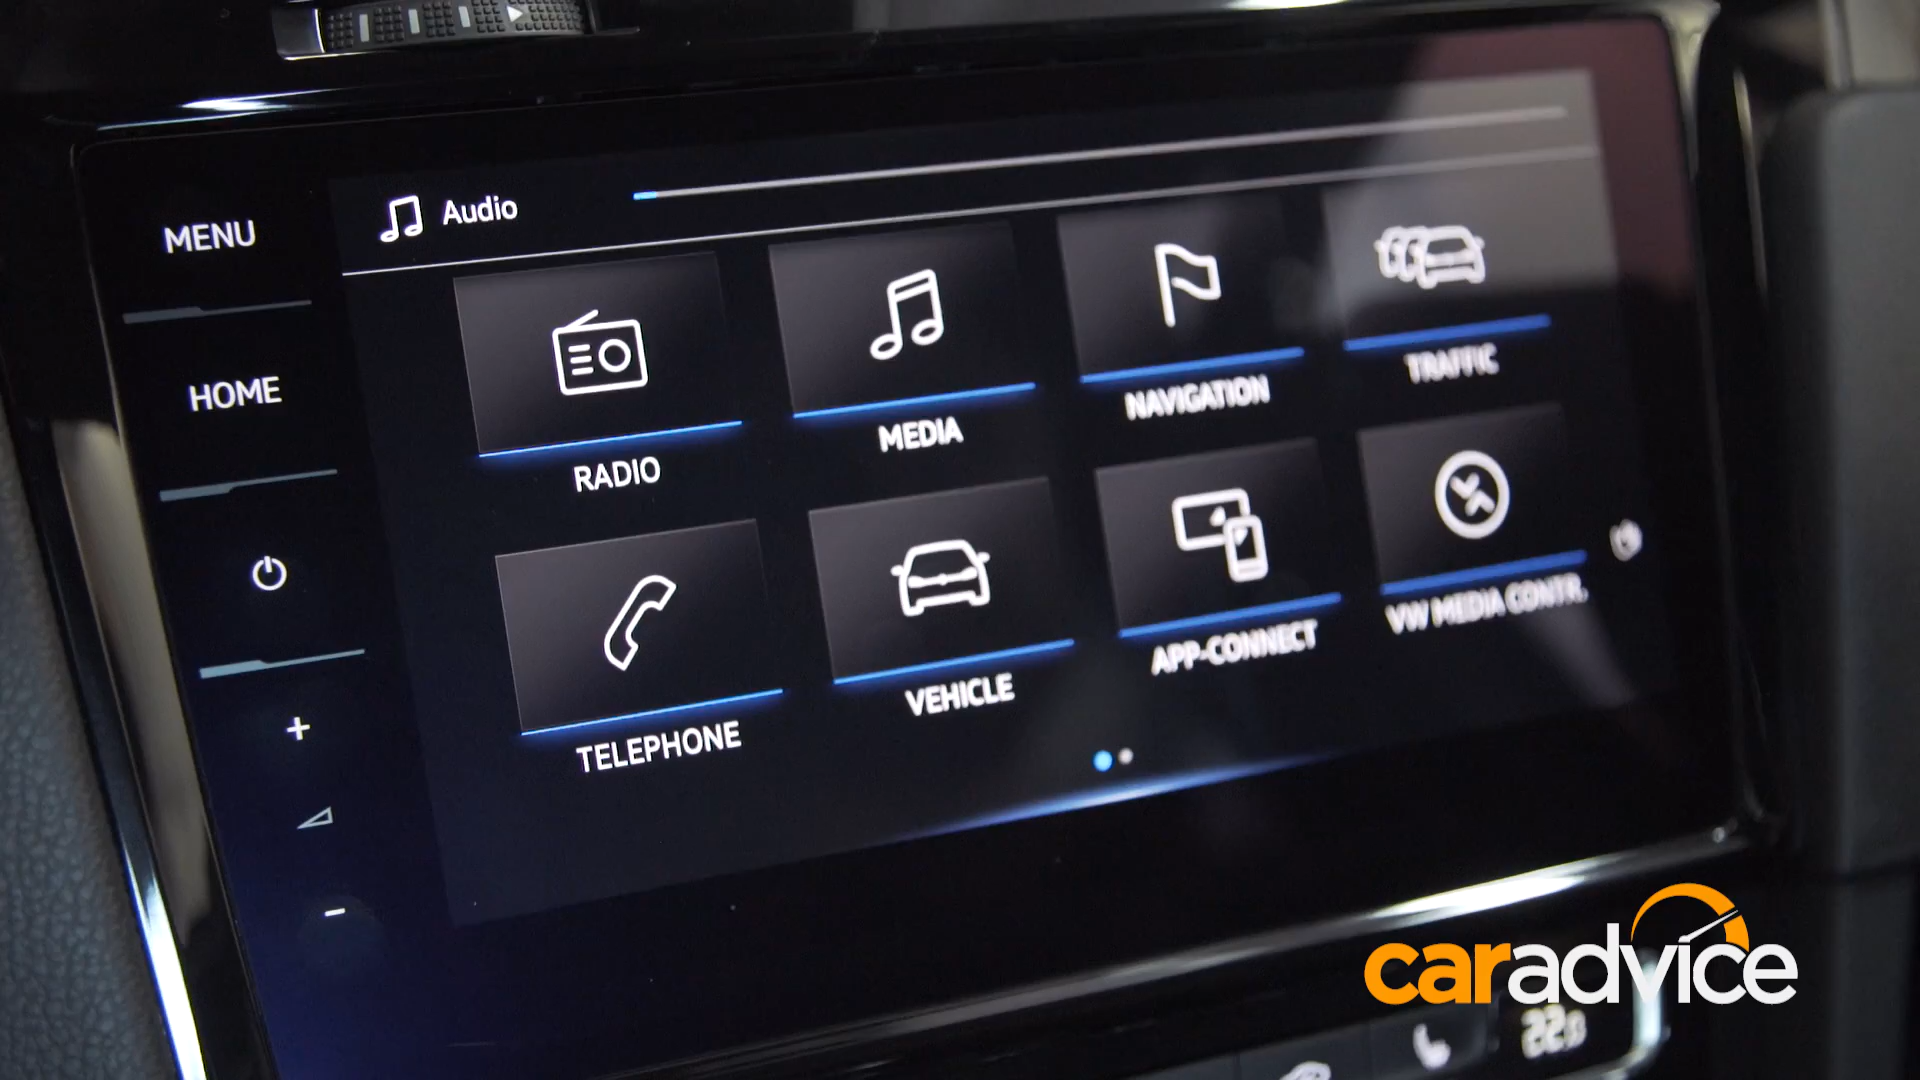 MENU
Audio
HOME
RADIO
MEDIA
NAVIGATION
TRAFFIC
TELEPHONE
VEHICLE
APP-CONNECT
VW MEDIA CONTR.
+
-
caradvice